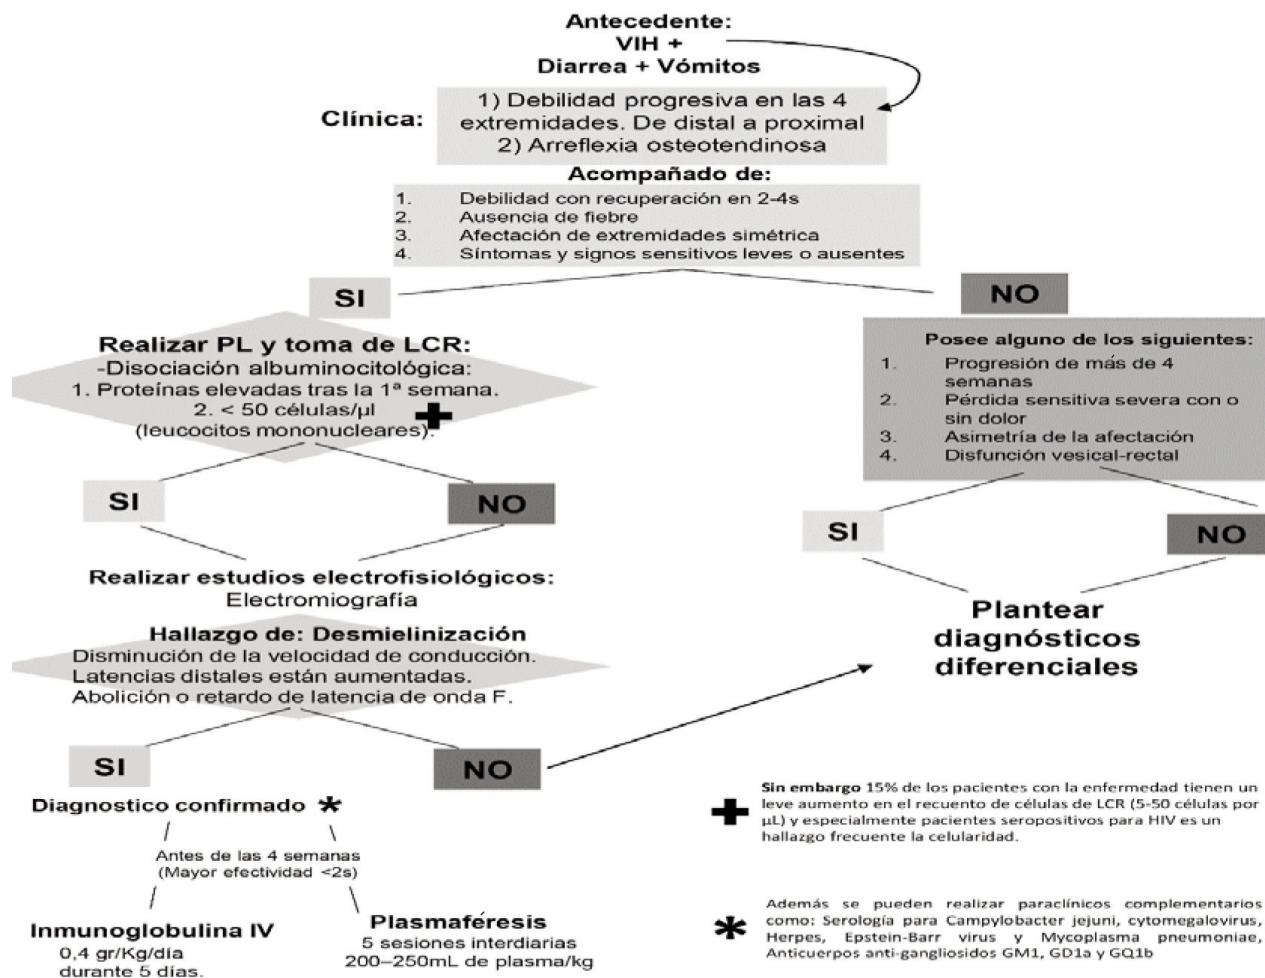 Antecedente:
VIH +
Diarrea + Vómitos
Clínica:
1) Debilidad progresiva en las 4
extremidades. De distal a proximal
2) Arreflexia osteotendinosa
Acompañado de:
1. Debilidad con recuperación en 2-4s
2. Ausencia de fiebre
3. Afectación de extremidades simétrica
4. Síntomas y signos sensitivos leves o ausentes
SI
NO
Realizar PL y toma de LCR:
-Disociación albuminocitológica:
1. Proteínas elevadas tras la 1ª semana.
2. < 50 células/µl
(leucocitos mononucleares).
SI
NO
Realizar estudios electrofisiológicos:
Electromiografía
Hallazgo de: Desmielinización
Disminución de la velocidad de conducción.
Latencias distales están aumentadas.
Abolición o retardo de latencia de onda F.
SI
NO
Diagnostico confirmado *
Antes de las 4 semanas
(Mayor efectividad <2s)
Inmunoglobulina IV
0,4 gr/Kg/día
durante 5 días.
Plasmaféresis
5 sesiones interdiarias
200–250mL de plasma/kg
Posee alguno de los siguientes:
1. Progresión de más de 4
semanas
2. Pérdida sensitiva severa con o
sin dolor
3. Asimetría de la afectación
4. Disfunción vesical-rectal
SI
NO
Plantear
diagnósticos
diferenciales
Sin embargo 15% de los pacientes con la enfermedad tienen un
leve aumento en el recuento de células de LCR (5-50 células por
µL) y especialmente pacientes seropositivos para HIV es un
hallazgo frecuente la celularidad.
* Además se pueden realizar paraclínicos complementarios
como: Serología para Campylobacter jejuni, cytomegalovirus,
Herpes, Epstein-Barr virus y Mycoplasma pneumoniae,
Anticuerpos anti-gangliosidos GM1, GD1a y GQ1b